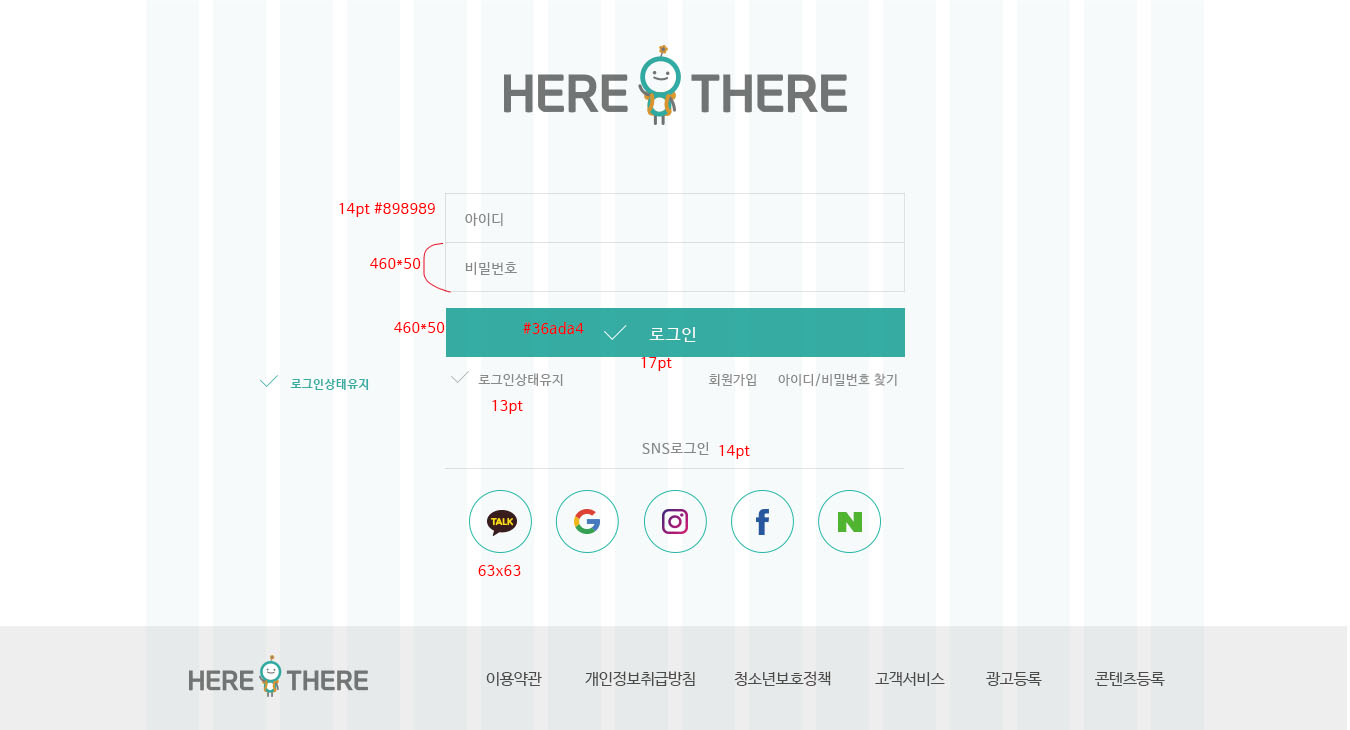 HERE THERE
14pt #898989
아이디
460*50
비밀번호
460*50
#36ada4
로그인
17pt
로그인상태유지
로그인상태유지
회원가입
아이디/비밀번호 찾기
13pt
SNS로그인
14pt
TALK
63x63
HERE THERE
이용약관
개인정보취급방침
청소년보호정책
고객서비스
광고등록
콘텐츠등록